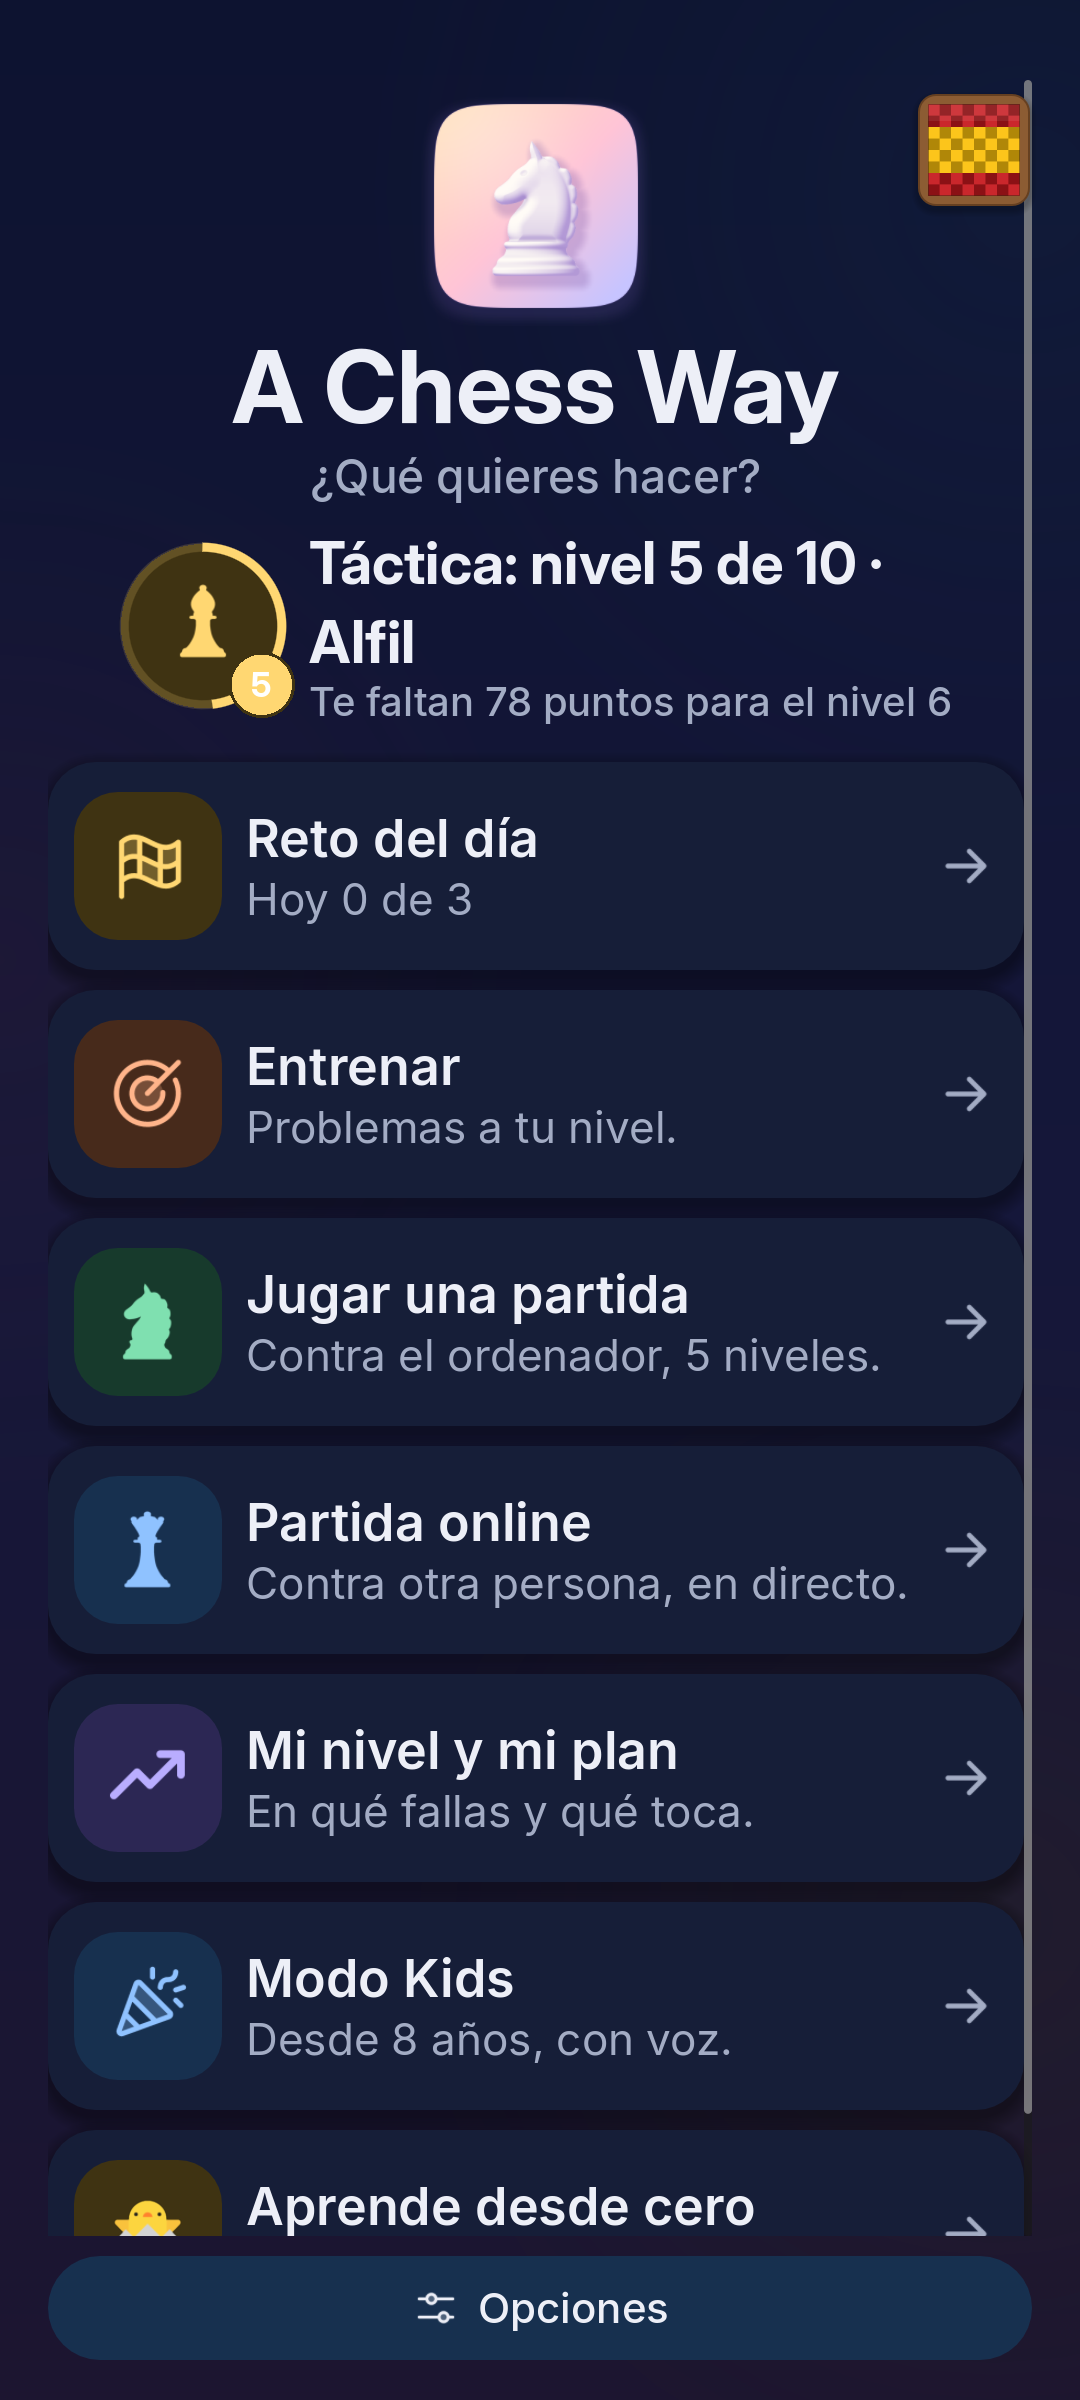 A Chess Way
¿Qué quieres hacer?
Táctica: nivel 5 de 10 ·
Alfil
5
Te faltan 78 puntos para el nivel 6
Reto del día
Hoy 0 de 3
Entrenar
Problemas a tu nivel.
Jugar una partida
Contra el ordenador, 5 niveles.
Partida online
Contra otra persona, en directo.
Mi nivel y mi plan
En qué fallas y qué toca.
Modo Kids
Desde 8 años, con voz.
Aprende desde cero
Opciones